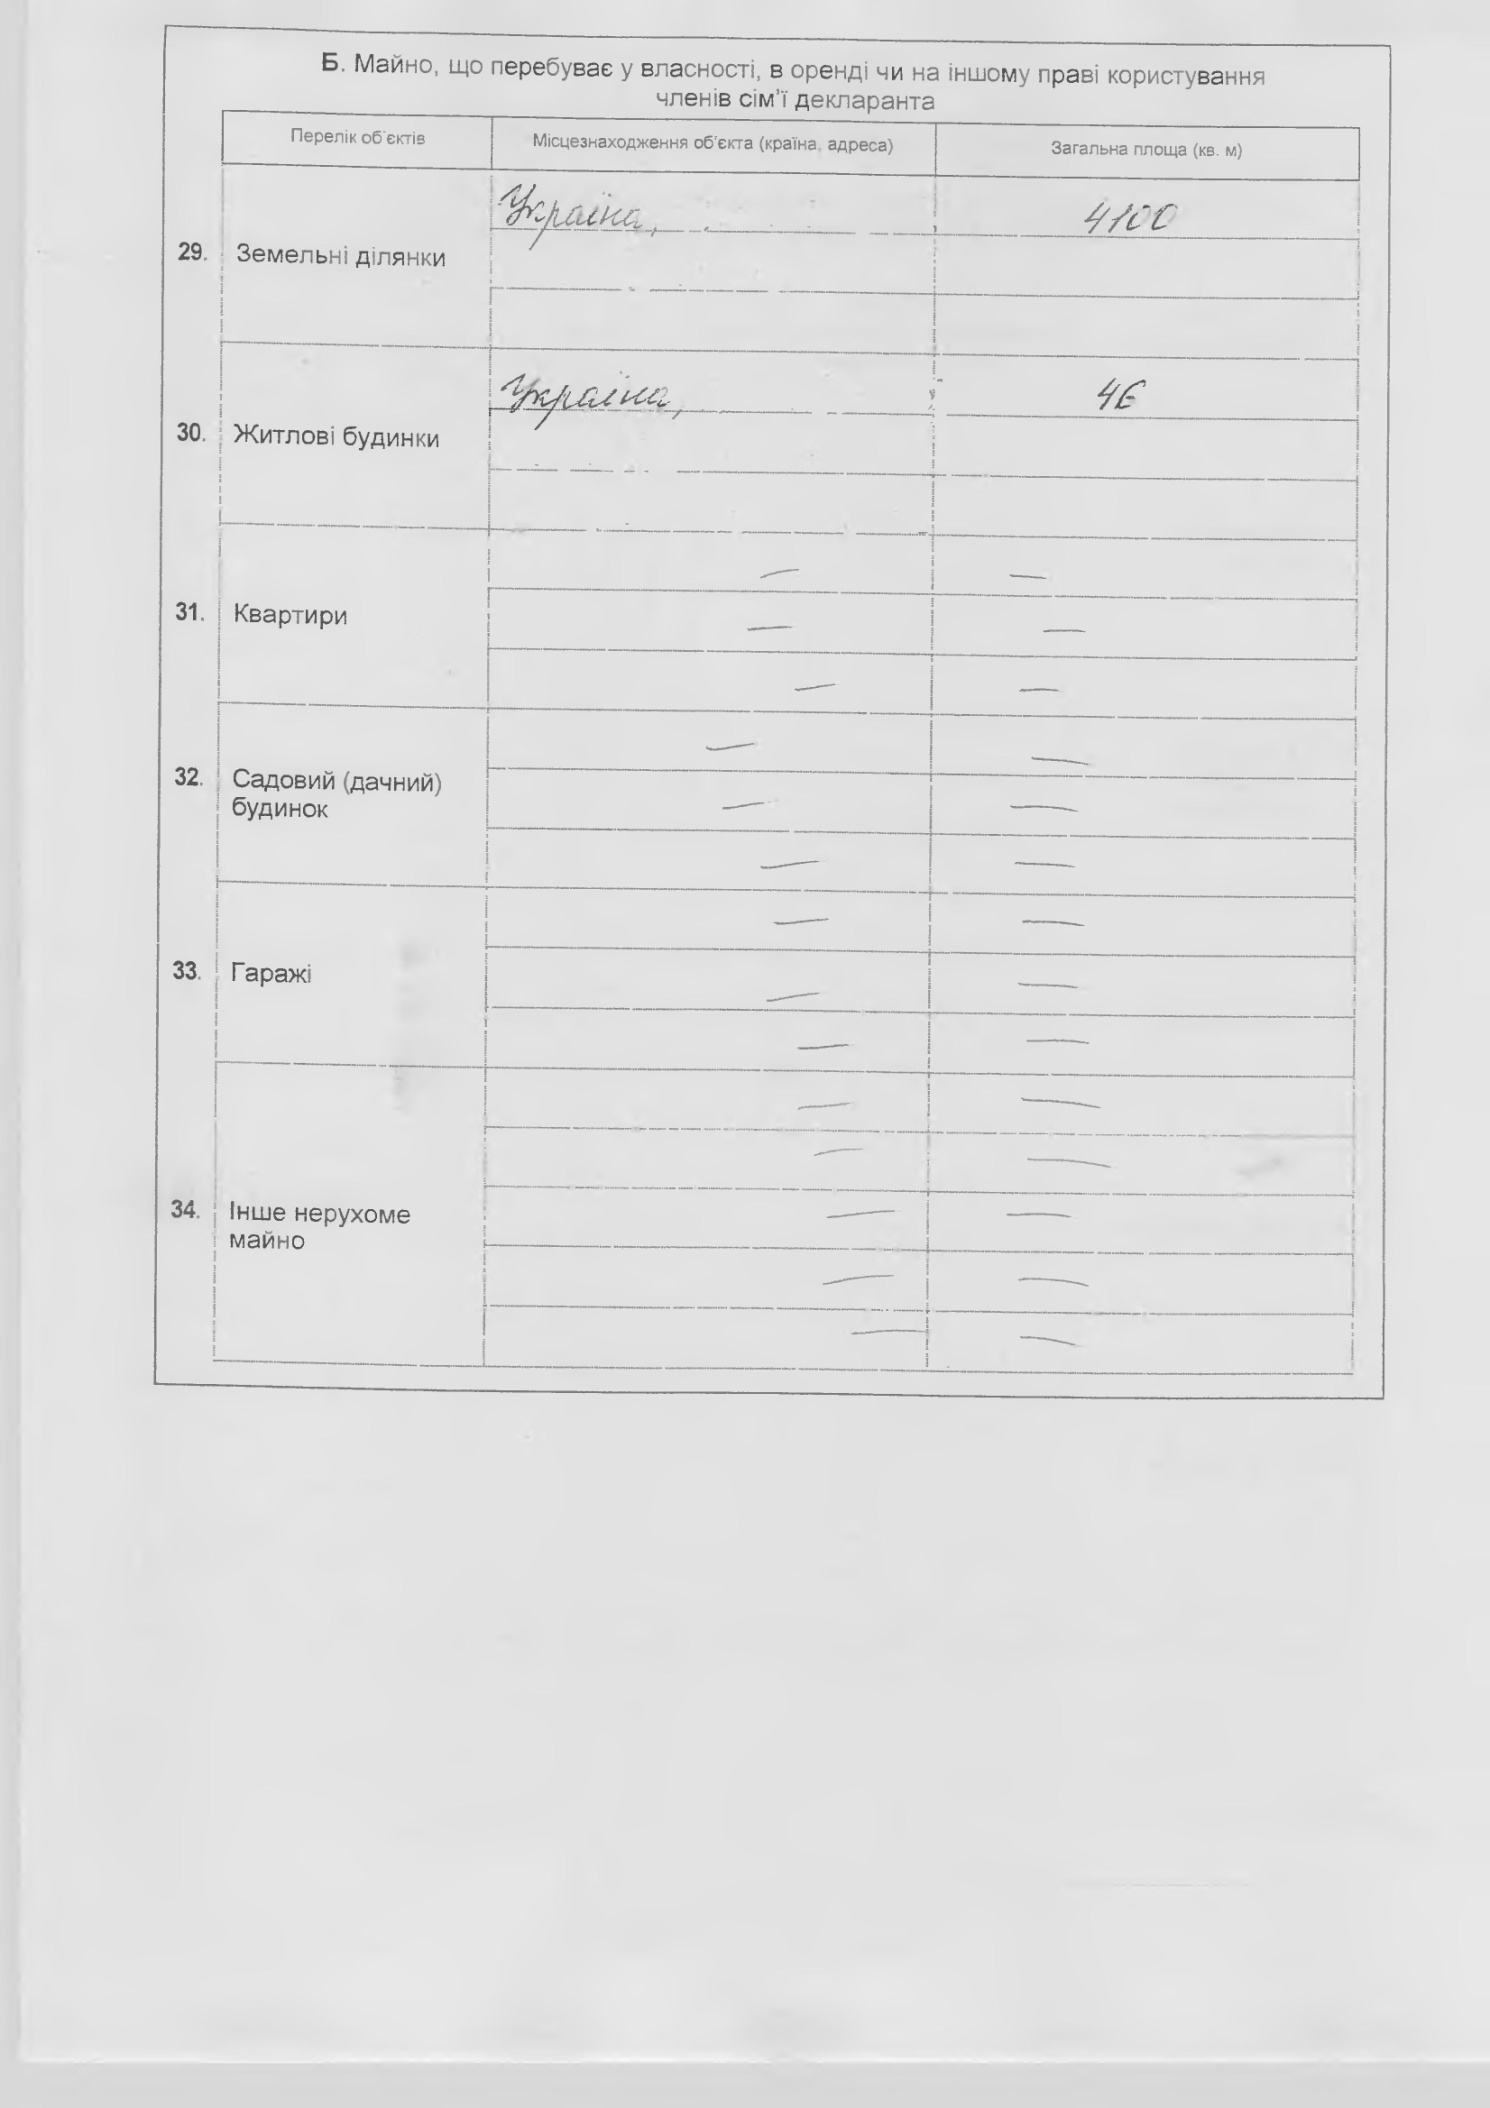 Б. Майно, що перебуває у власності, в оренді чи на іншому праві користування
членів сім'ї декларанта
Перелік об'єктів
Місцезнаходження об'єкта (країна, адреса)
Загальна площа (кв. м)
29.
Земельні ділянки
Україна,
4100
30.
Житлові будинки
Україна,
31.
Квартири
—
—
—
—
—
—
32.
Садовий (дачний)
будинок
—
—
—
—
—
—
33.
Гаражі
—
—
—
—
—
—
34.
Інше нерухоме
майно
—
—
—
—
—
—
—
—
—
—